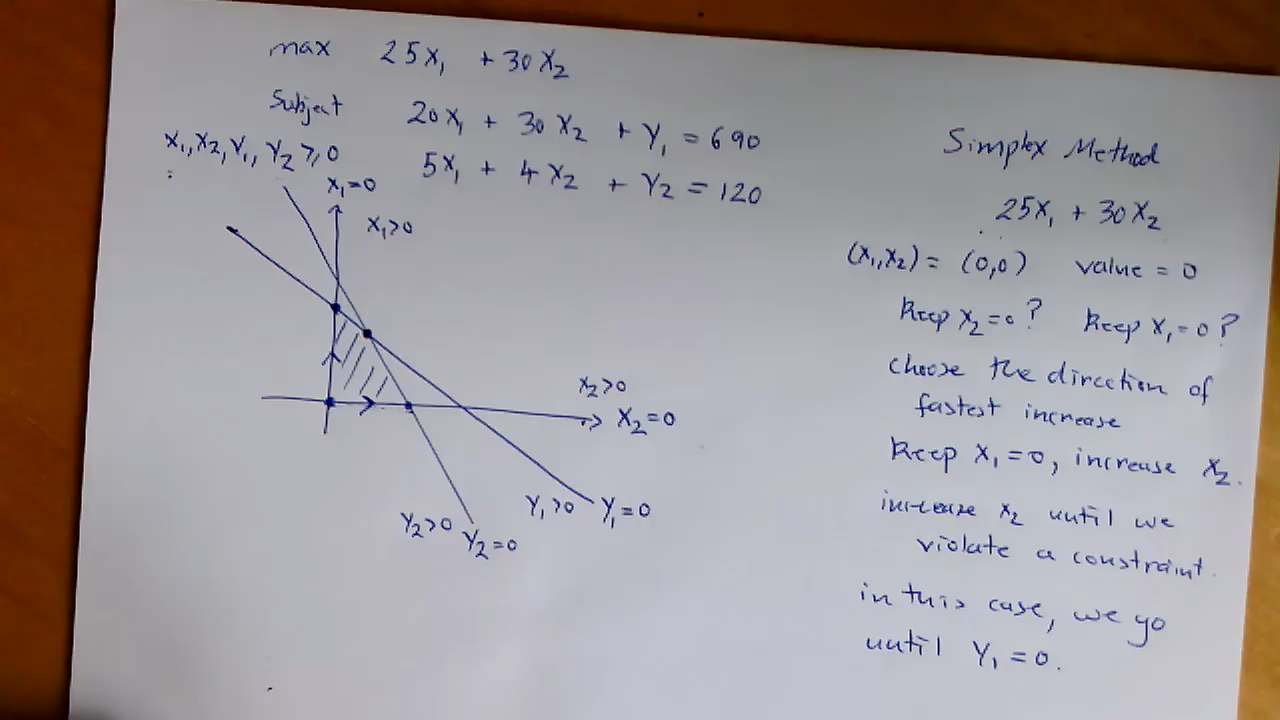 max 25x₁ + 30x₂
Subject 20x₁ + 30x₂ + Y₁ = 690
x₁, x₂, Y₁, Y₂ ⩾ 0
5x₁ + 4x₂ + Y₂ = 120
x₁=0
x₁>0
x₂>0
x₂=0
Y₁>0 Y₁=0
Y₂>0 Y₂=0
Simplex Method
25x₁ + 30x₂
(x₁,x₂) = (0,0) value = 0
keep x₂=0? keep x₁=0?
choose the direction of
fastest increase
keep x₁=0, increase x₂.
increase x₂ until we
violate a constraint.
in this case, we go
until Y₁=0.